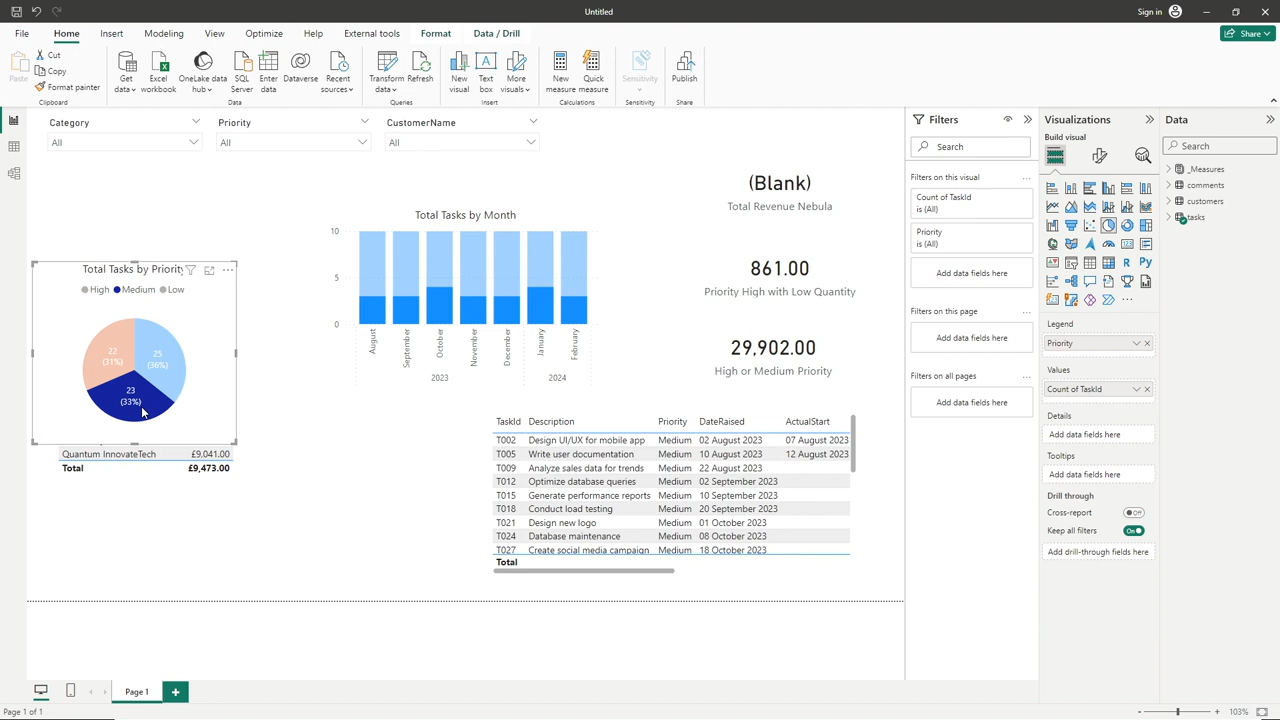 Untitled
Sign in
File Home Insert Modeling View Optimize Help External tools Format Data / Drill
Share
Paste
Cut
Copy
Format painter
Clipboard
Get data
Excel workbook
OneLake data hub
SQL Server
Enter data
Dataverse
Recent sources
Data
Transform data
Refresh
Queries
New visual
Text box
More visuals
Insert
New measure
Quick measure
Calculations
Sensitivity
Sensitivity
Publish
Share
Category
All
Priority
All
CustomerName
All
(Blank)
Total Revenue Nebula
861.00
Priority High with Low Quantity
29,902.00
High or Medium Priority
Total Tasks by Month
10
5
0
August
September
October
November
December
January
February
2023
2024
Total Tasks by Priorit
High Medium Low
22
(31%)
25
(36%)
23
(33%)
Quantum InnovateTech £9,041.00
Total £9,473.00
TaskId Description Priority DateRaised ActualStart
T002 Design UI/UX for mobile app Medium 02 August 2023 07 August 2023
T005 Write user documentation Medium 10 August 2023 12 August 2023
T009 Analyze sales data for trends Medium 22 August 2023
T012 Optimize database queries Medium 02 September 2023
T015 Generate performance reports Medium 10 September 2023
T018 Conduct load testing Medium 20 September 2023
T021 Design new logo Medium 01 October 2023
T024 Database maintenance Medium 08 October 2023
T027 Create social media campaign Medium 18 October 2023
Total
Filters
Search
Filters on this visual ...
Count of TaskId
is (All)
Priority
is (All)
Add data fields here
Filters on this page ...
Add data fields here
Filters on all pages ...
Add data fields here
Visualizations
Build visual
123
R Py
...
Legend
Priority
Values
Count of TaskId
Details
Add data fields here
Tooltips
Add data fields here
Drill through
Cross-report Off
Keep all filters On
Add drill-through fields here
Data
Search
_Measures
comments
customers
tasks
Page 1
+
Page 1 of 1
- + 103%